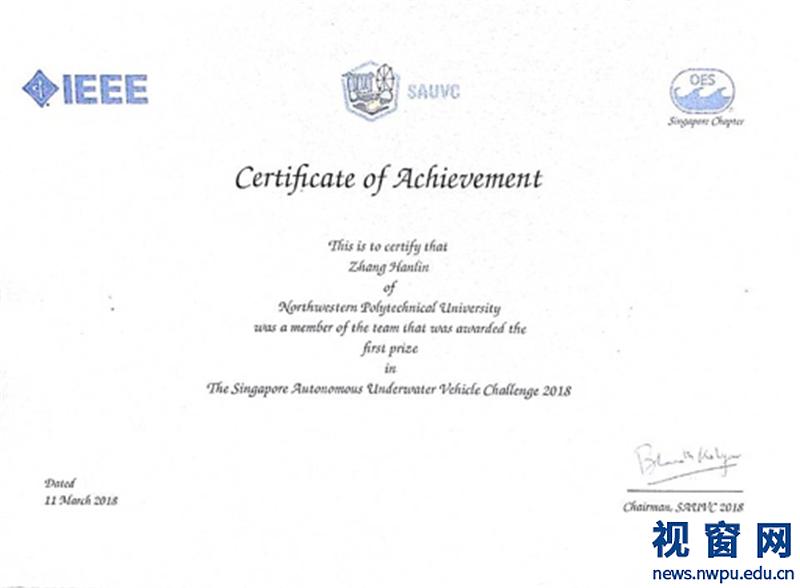 IEEE
SAUVC
OES
Singapore Chapter
Certificate of Achievement
This is to certify that
Zhang Hanlin
of
Northwestern Polytechnical University
was a member of the team that was awarded the
first prize
in
The Singapore Autonomous Underwater Vehicle Challenge 2018
Dated
11 March 2018
Chairman, SAUVC 2018
视窗网
news.nwpu.edu.cn